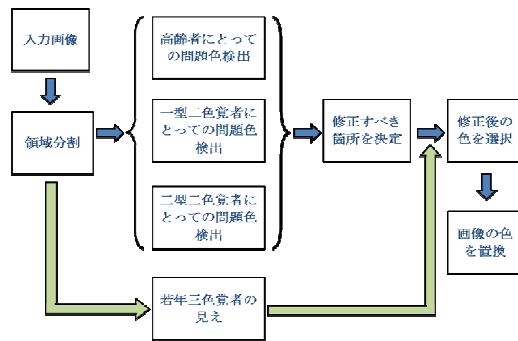 入力画像
領域分割
高齢者にとって
の問題色検出
一型二色覚者に
とっての問題色
検出
二型二色覚者に
とっての問題色
検出
修正すべき
箇所を決定
修正後の
色を選択
画像の色
を置換
若年三色覚者の
見え